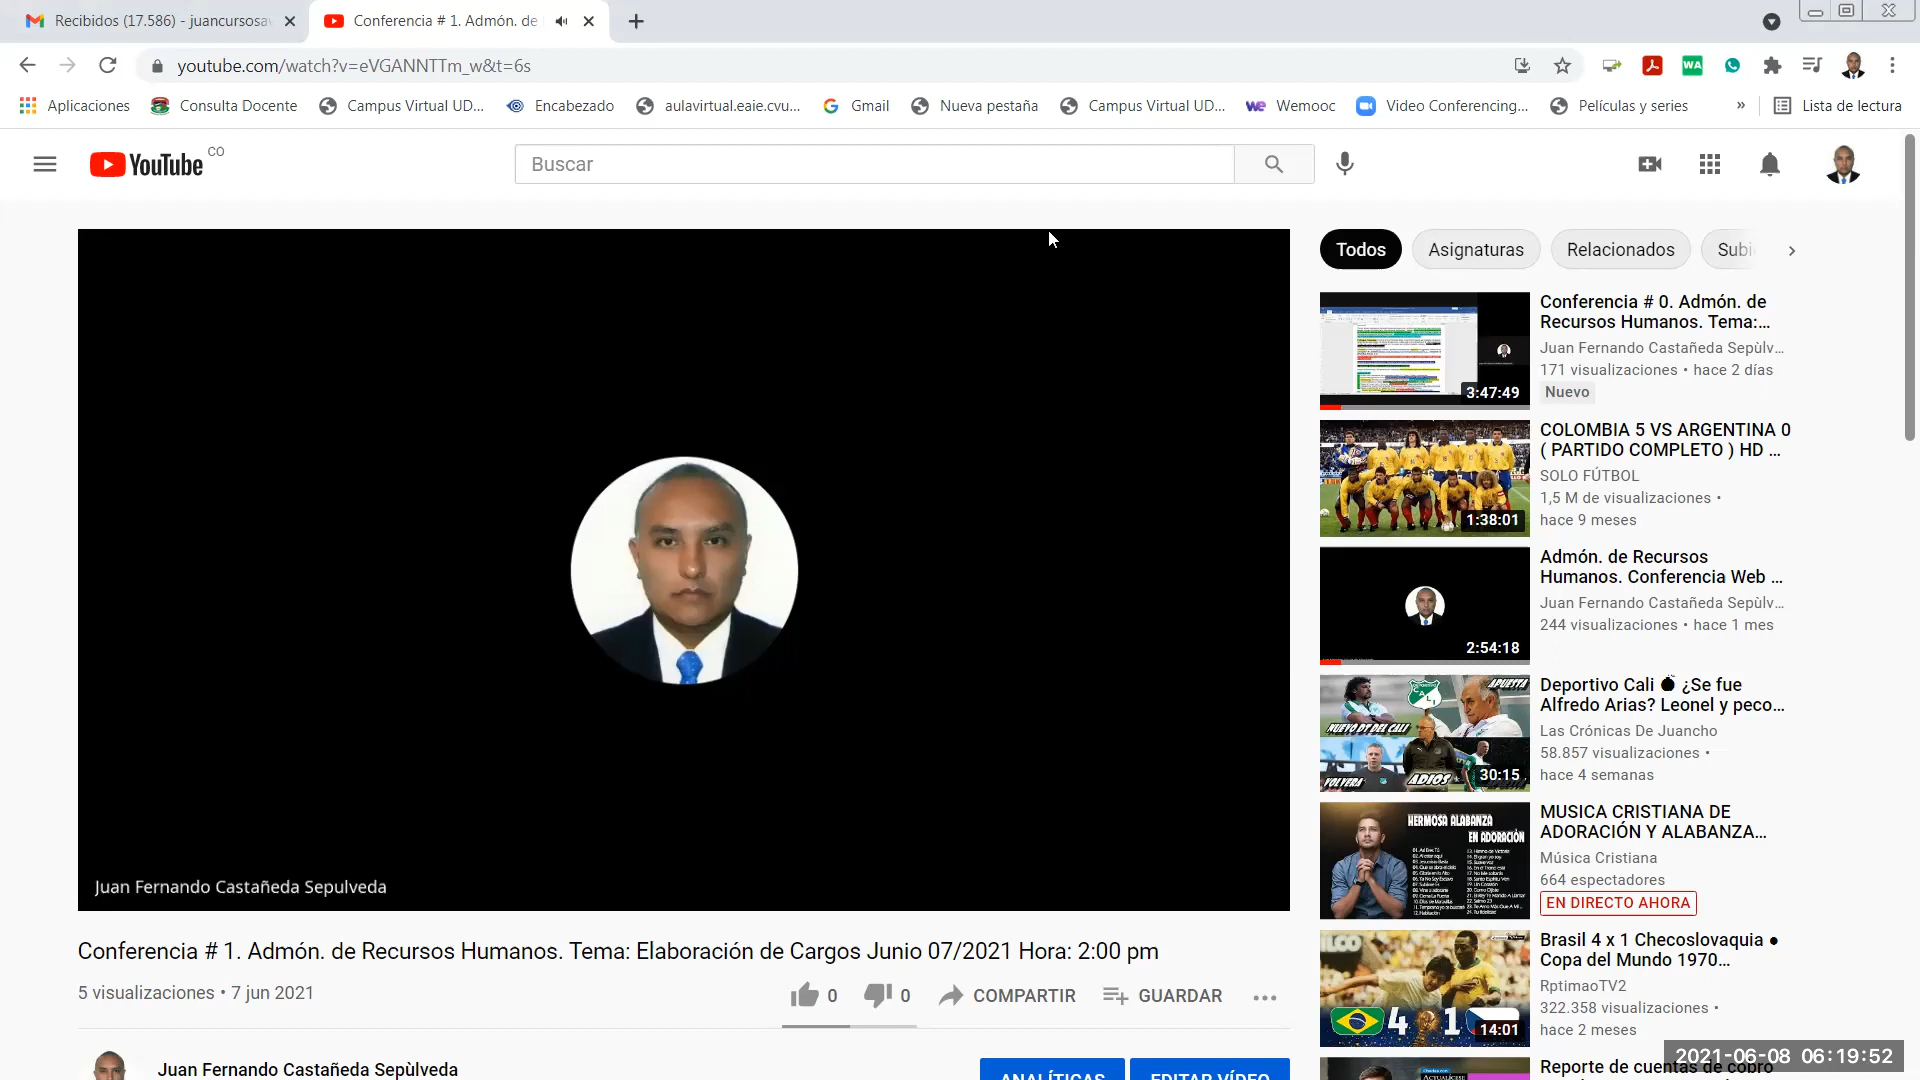 Recibidos (17.586) - juancursosa
Conferencia # 1. Admón. de
youtube.com/watch?v=eVGANNTTm_w&t=6s
WA
Aplicaciones
Consulta Docente
Campus Virtual UD...
Encabezado
aulavirtual.eaie.cvu...
Gmail
Nueva pestaña
Campus Virtual UD...
Wemooc
Video Conferencing...
Películas y series
»
Lista de lectura
YouTube CO
Buscar
Todos
Asignaturas
Relacionados
Subi
Conferencia # 0. Admón. de
Recursos Humanos. Tema:...
Juan Fernando Castañeda Sepùlv...
171 visualizaciones • hace 2 días
Nuevo
3:47:49
COLOMBIA 5 VS ARGENTINA 0
( PARTIDO COMPLETO ) HD ...
SOLO FÚTBOL
1,5 M de visualizaciones •
hace 9 meses
1:38:01
Admón. de Recursos
Humanos. Conferencia Web ...
Juan Fernando Castañeda Sepùlv...
244 visualizaciones • hace 1 mes
2:54:18
Deportivo Cali 💣 ¿Se fue
Alfredo Arias? Leonel y peco...
Las Crónicas De Juancho
58.857 visualizaciones •
hace 4 semanas
APUESTA
NUEVO DT DEL CALI
VOLVERA
ADIOS
30:15
MUSICA CRISTIANA DE
ADORACIÓN Y ALABANZA...
Música Cristiana
664 espectadores
EN DIRECTO AHORA
HERMOSA ALABANZA
EN ADORACIÓN
Brasil 4 x 1 Checoslovaquia ●
Copa del Mundo 1970...
RptimaoTV2
322.358 visualizaciones •
hace 2 meses
4 1
14:01
Reporte de cuentas de cobro
2021-06-08 06:19:52
Juan Fernando Castañeda Sepulveda
Conferencia # 1. Admón. de Recursos Humanos. Tema: Elaboración de Cargos Junio 07/2021 Hora: 2:00 pm
5 visualizaciones • 7 jun 2021
0
0
COMPARTIR
GUARDAR
Juan Fernando Castañeda Sepùlveda
ANALÍTICAS
EDITAR VÍDEO